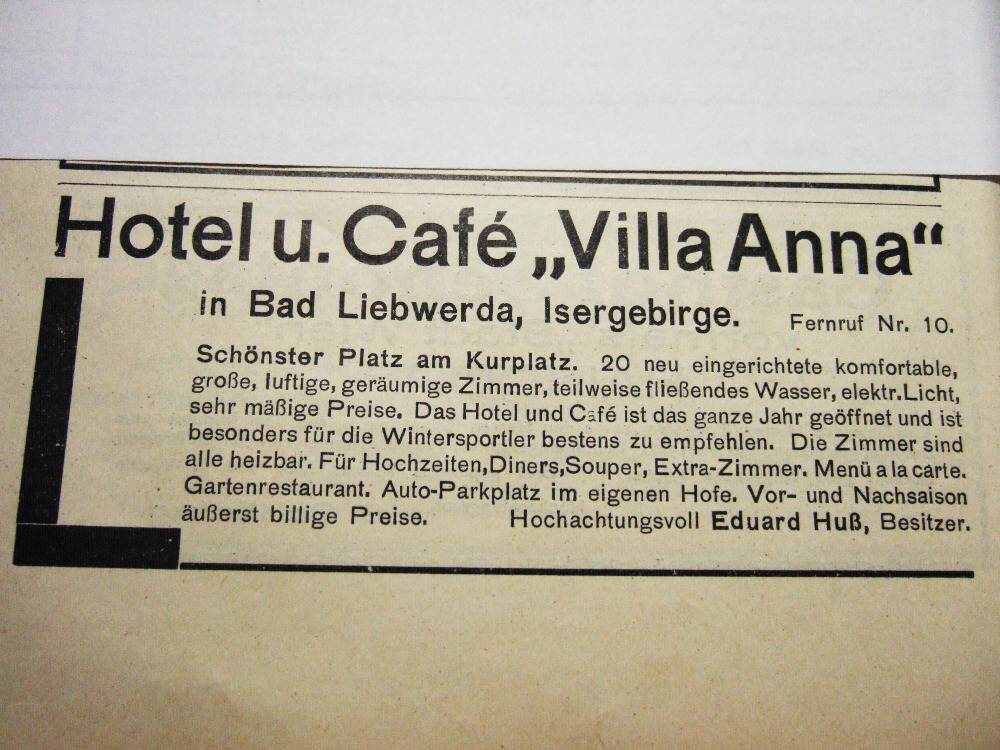 Hotel u. Café „Villa Anna“
in Bad Liebwerda, Isergebirge. Fernruf Nr. 10.
Schönster Platz am Kurplatz. 20 neu eingerichtete komfortable,
große, luftige, geräumige Zimmer, teilweise fließendes Wasser, elektr. Licht,
sehr mäßige Preise. Das Hotel und Café ist das ganze Jahr geöffnet und ist
besonders für die Wintersportler bestens zu empfehlen. Die Zimmer sind
alle heizbar. Für Hochzeiten, Diners, Souper, Extra-Zimmer. Menü a la carte.
Gartenrestaurant. Auto-Parkplatz im eigenen Hofe. Vor- und Nachsaison
äußerst billige Preise. Hochachtungsvoll Eduard Huß, Besitzer.